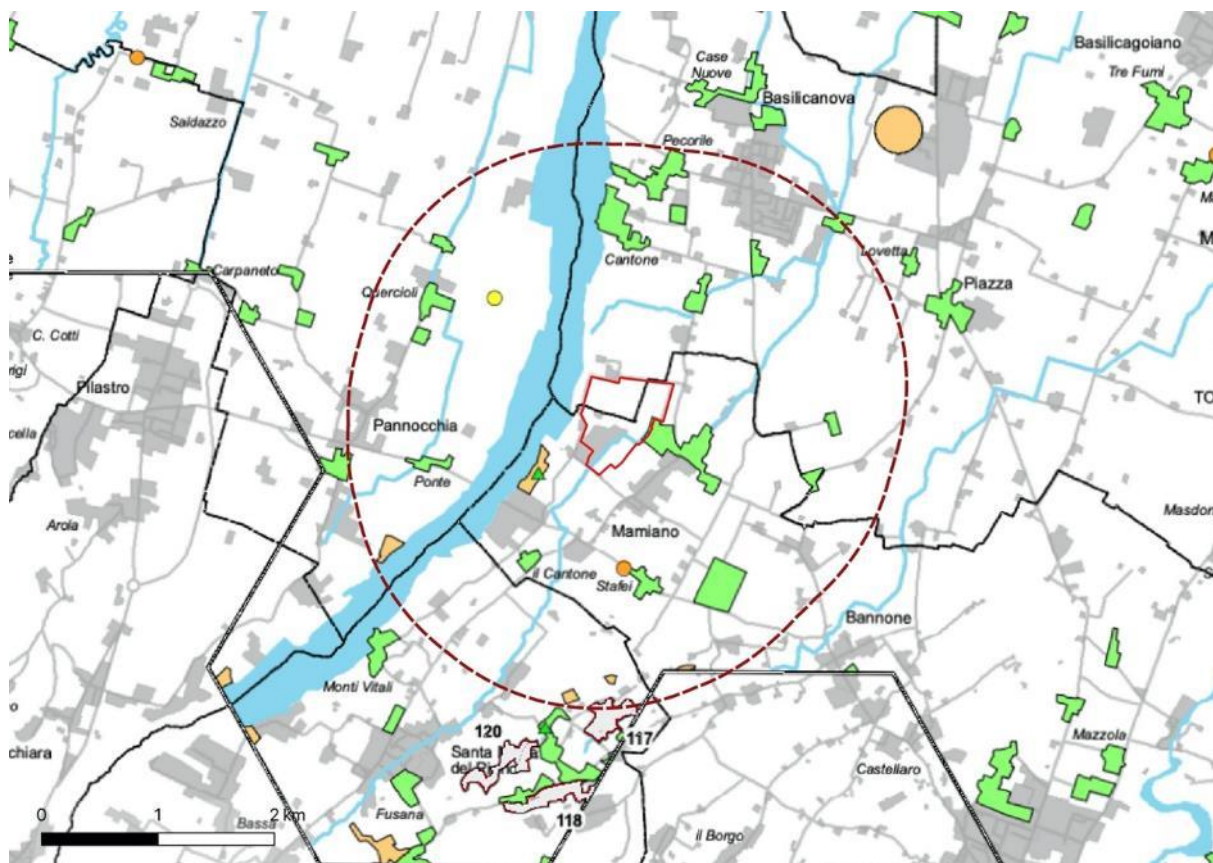 Basilicagoiano
Tre Fumi
Case
Nuove
Basilicanova
Saldazzo
Pecorile
Carpaneto
Quercioli
Cantone
Lovetta
Piazza
C. Cotti
Pilastro
TO
Pannocchia
Ponte
Arola
Mamiano
il Cantone
Stafei
Bannone
Monti Vitali
120
117
Santa
Mazzola
Castellaro
Fusana
118
Bassa
il Borgo
chiara
0
1
2 km